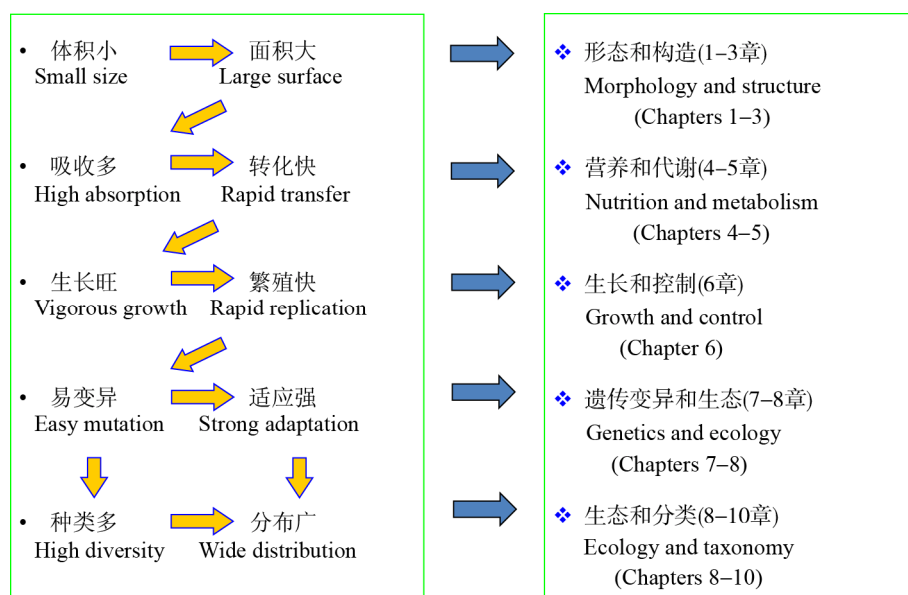 • 体积小 面积大
Small size Large surface
• 吸收多 转化快
High absorption Rapid transfer
• 生长旺 繁殖快
Vigorous growth Rapid replication
• 易变异 适应强
Easy mutation Strong adaptation
• 种类多 分布广
High diversity Wide distribution
❖ 形态和构造(1–3章)
Morphology and structure
(Chapters 1–3)
❖ 营养和代谢(4–5章)
Nutrition and metabolism
(Chapters 4–5)
❖ 生长和控制(6章)
Growth and control
(Chapter 6)
❖ 遗传变异和生态(7–8章)
Genetics and ecology
(Chapters 7–8)
❖ 生态和分类(8–10章)
Ecology and taxonomy
(Chapters 8–10)